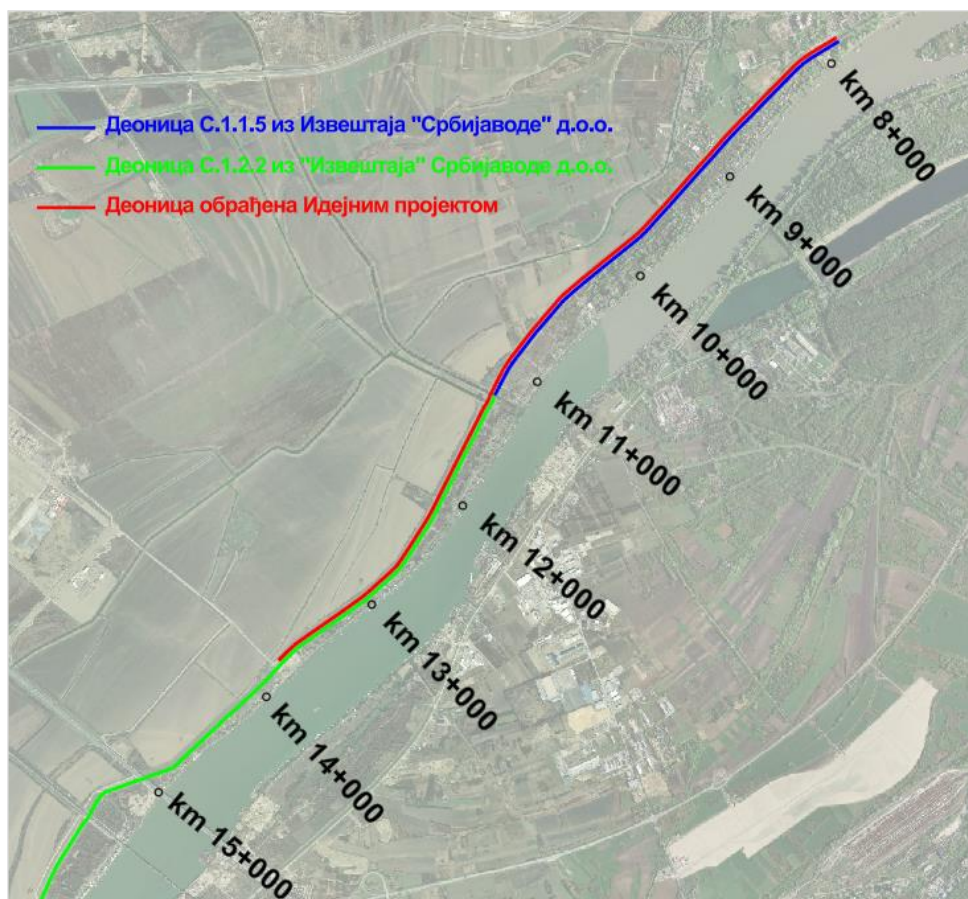 Деоница С.1.1.5 из Извештаја "Србијаводе" д.о.о.
Деоница С.1.2.2 из "Извештаја" Србијаводе д.о.о.
Деоница обрађена Идејним пројектом
km 8+000
km 9+000
km 10+000
km 11+000
km 12+000
km 13+000
km 14+000
km 15+000